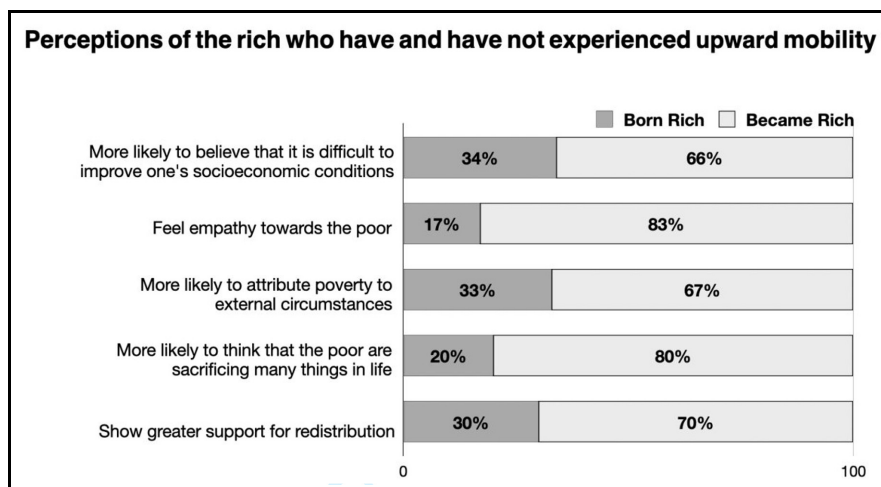 Perceptions of the rich who have and have not experienced upward mobility
Born Rich Became Rich
More likely to believe that it is difficult to
improve one's socioeconomic conditions
34% 66%
Feel empathy towards the poor
17% 83%
More likely to attribute poverty to
external circumstances
33% 67%
More likely to think that the poor are
sacrificing many things in life
20% 80%
Show greater support for redistribution
30% 70%
0 100